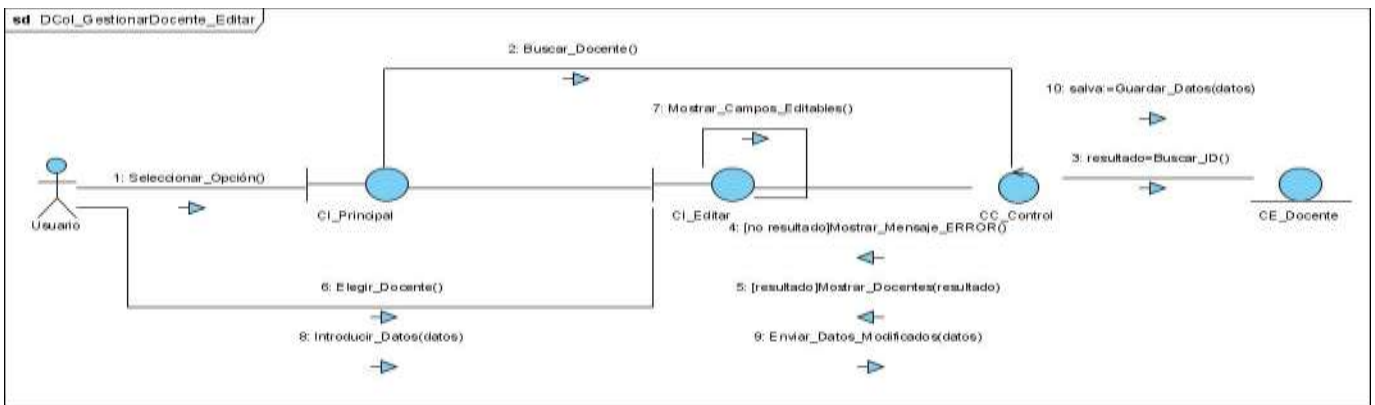 sd DCol_GestionarDocente_Editar
2: Buscar_Docente()
10: salva:=Guardar_Datos(datos)
7: Mostrar_Campos_Editables()
3: resultado=Buscar_ID()
1: Seleccionar_Opción()
Usuario
CI_Principal
CI_Editar
CC_Control
CE_Docente
4: [no resultado]Mostrar_Mensaje_ERROR()
6: Elegir_Docente()
5: [resultado]Mostrar_Docentes(resultado)
8: Introducir_Datos(datos)
9: Enviar_Datos_Modificados(datos)